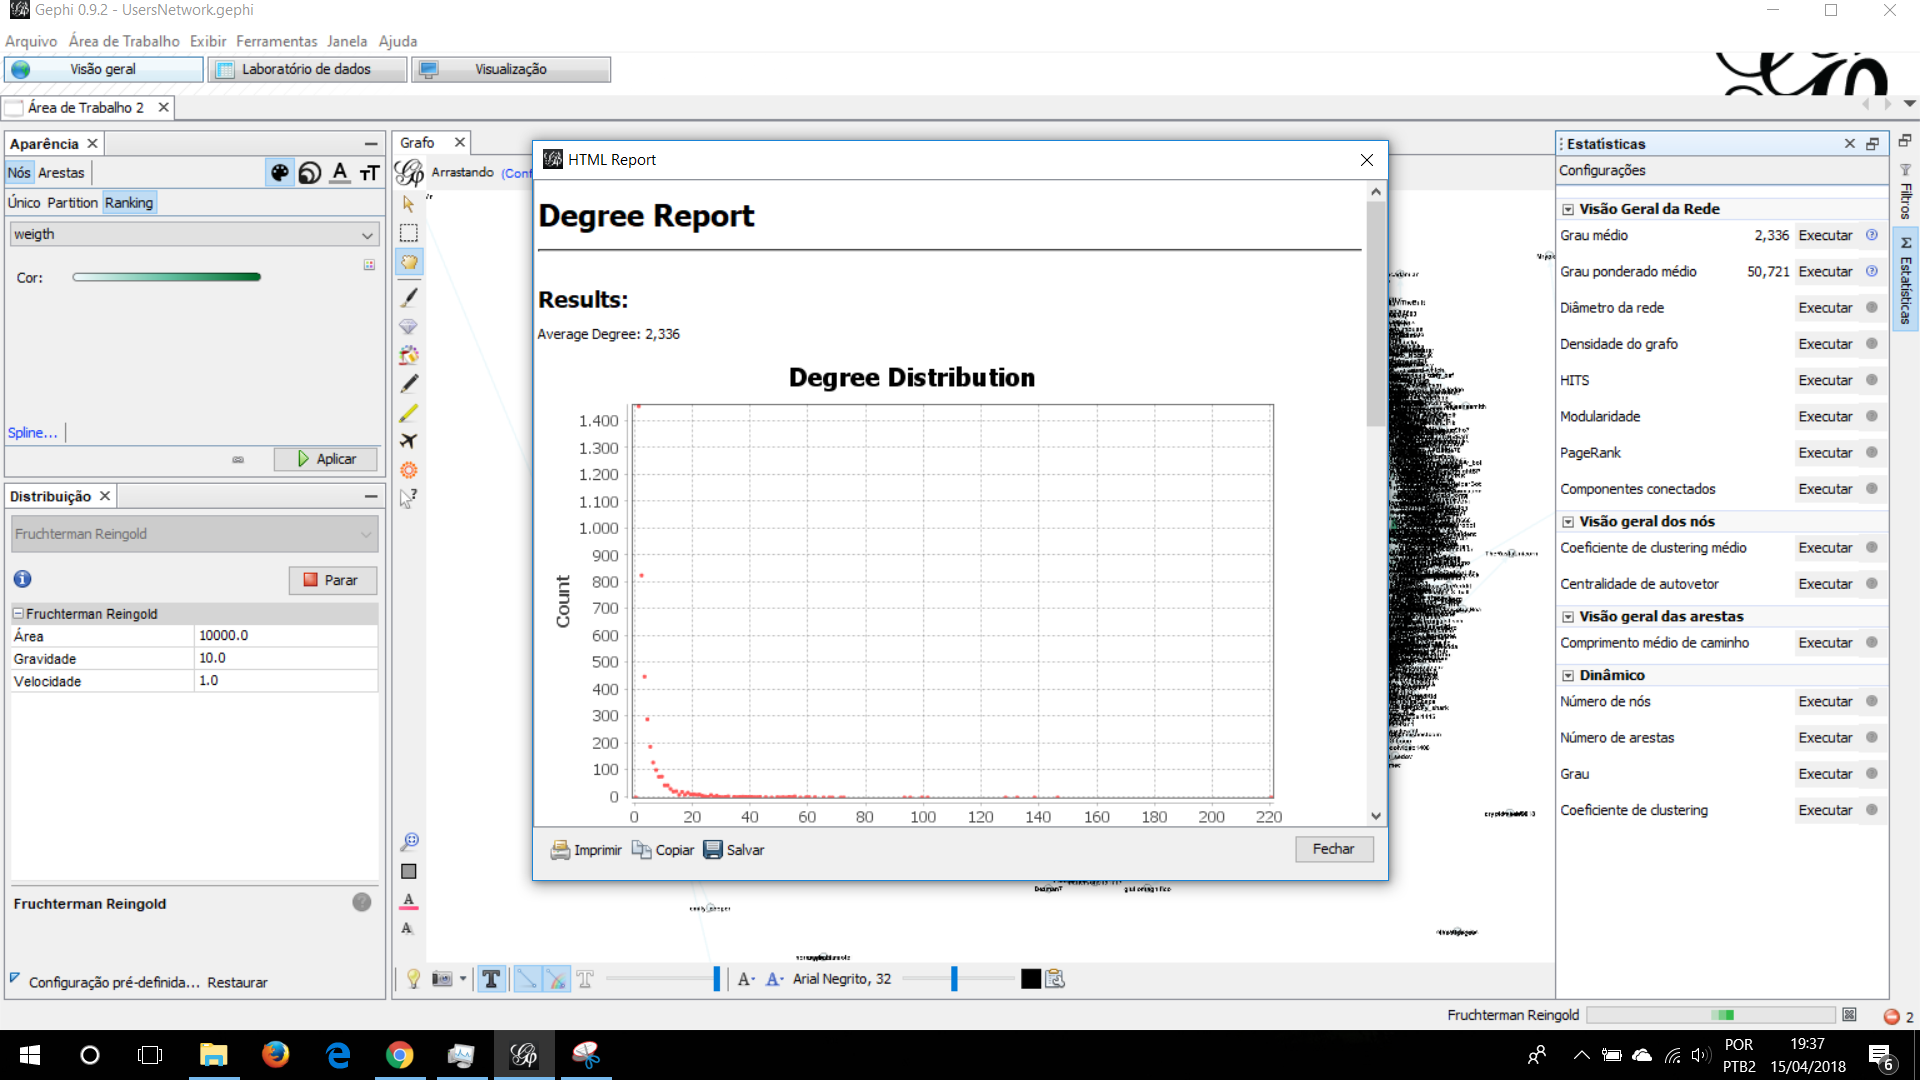 Gephi 0.9.2 - UsersNetwork.gephi
Arquivo Área de Trabalho Exibir Ferramentas Janela Ajuda
Visão geral Laboratório de dados Visualização
Área de Trabalho 2
Aparência
Nós Arestas
Único Partition Ranking
weigth
Cor:
Spline...
Aplicar
Distribuição
Fruchterman Reingold
Parar
Fruchterman Reingold
Área 10000.0
Gravidade 10.0
Velocidade 1.0
Fruchterman Reingold
Configuração pré-definida... Restaurar
Grafo
Arrastando (Conf
HTML Report
Degree Report
Results:
Average Degree: 2,336
Degree Distribution
Count
1.400
1.300
1.200
1.100
1.000
900
800
700
600
500
400
300
200
100
0
0 20 40 60 80 100 120 140 160 180 200 220
Imprimir Copiar Salvar Fechar
Arial Negrito, 32
Estatísticas
Configurações
Visão Geral da Rede
Grau médio 2,336 Executar
Grau ponderado médio 50,721 Executar
Diâmetro da rede Executar
Densidade do grafo Executar
HITS Executar
Modularidade Executar
PageRank Executar
Componentes conectados Executar
Visão geral dos nós
Coeficiente de clustering médio Executar
Centralidade de autovetor Executar
Visão geral das arestas
Comprimento médio de caminho Executar
Dinâmico
Número de nós Executar
Número de arestas Executar
Grau Executar
Coeficiente de clustering Executar
Filtros
Estatísticas
Fruchterman Reingold
2
POR
PTB2
19:37
15/04/2018
6